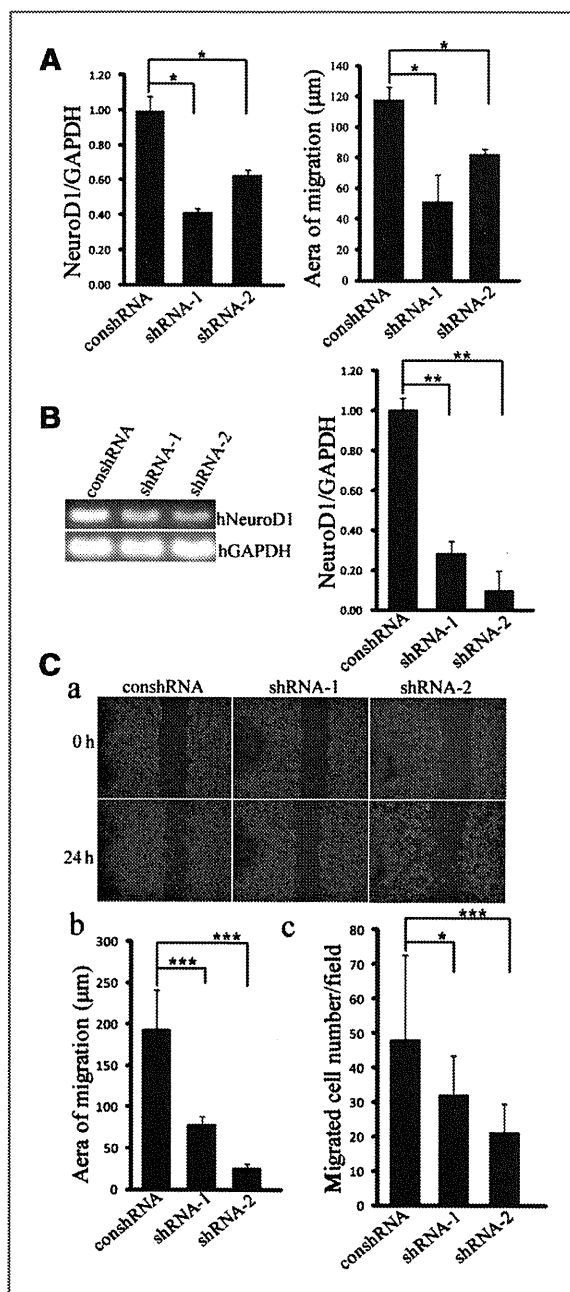 A
*
*
NeuroD1/GAPDH
1.20
1.00
0.80
0.60
0.40
0.20
0.00
conshRNA
shRNA-1
shRNA-2
*
*
Aera of migration (μm)
140
120
100
80
60
40
20
0
conshRNA
shRNA-1
shRNA-2
B
conshRNA
shRNA-1
shRNA-2
hNeuroD1
hGAPDH
**
**
NeuroD1/GAPDH
1.20
1.00
0.80
0.60
0.40
0.20
0.00
conshRNA
shRNA-1
shRNA-2
C
a
conshRNA shRNA-1 shRNA-2
0 h
24 h
b
***
***
Aera of migration (μm)
300
250
200
150
100
50
0
conshRNA
shRNA-1
shRNA-2
c
***
*
Migrated cell number/field
80
70
60
50
40
30
20
10
0
conshRNA
shRNA-1
shRNA-2